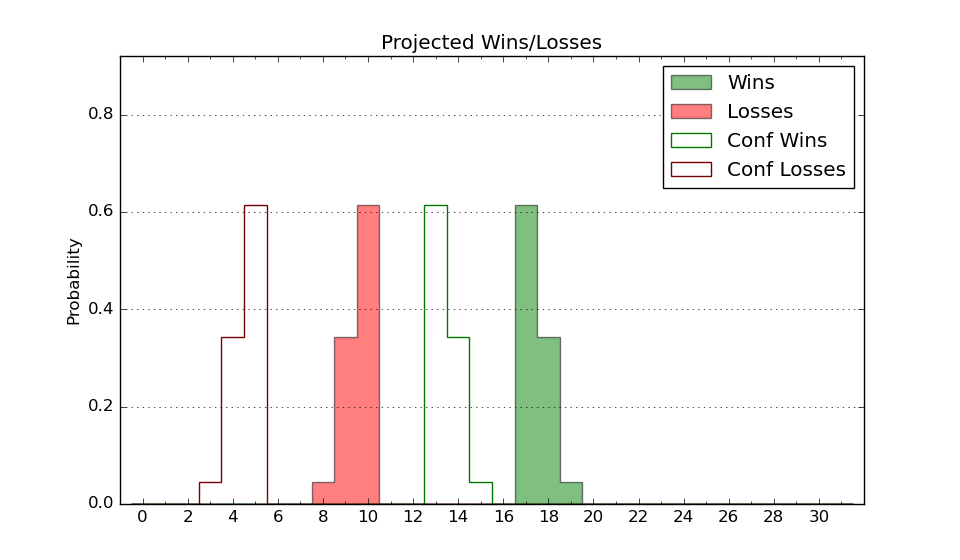 Projected Wins/Losses
Wins
Losses
Conf Wins
Conf Losses
Probability
0.8
0.6
0.4
0.2
0.0
0 2 4 6 8 10 12 14 16 18 20 22 24 26 28 30